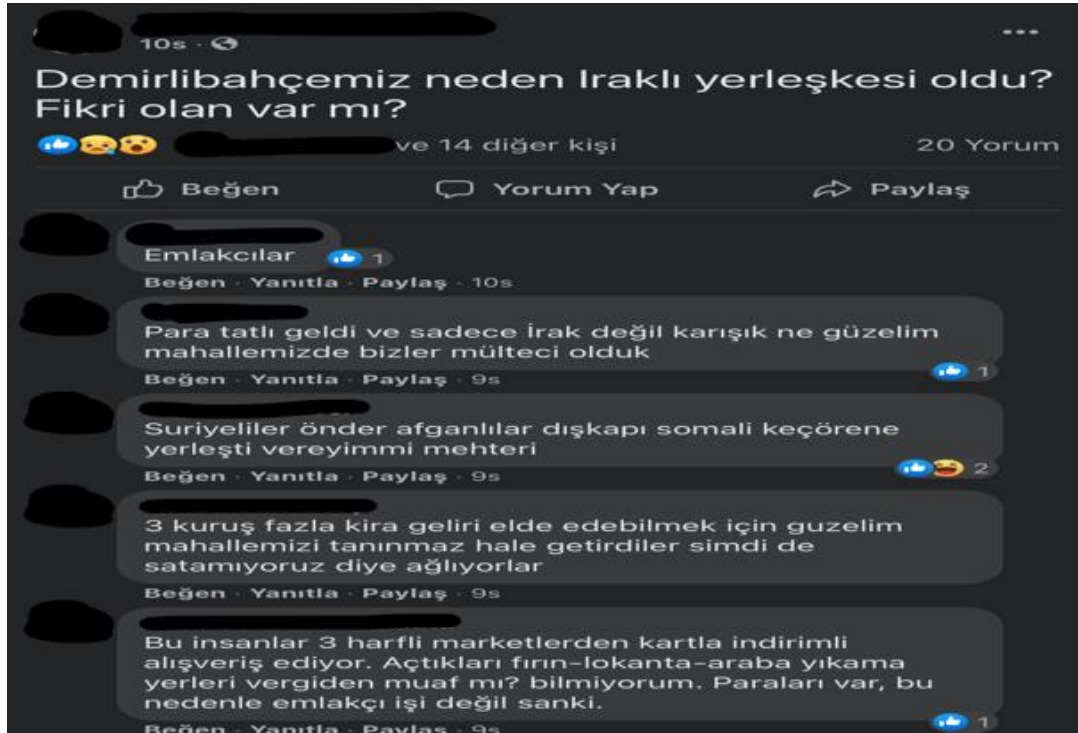 10s
Demirlibahçemiz neden Iraklı yerleşkesi oldu?
Fikri olan var mı?
ve 14 diğer kişi
20 Yorum
Beğen Yorum Yap Paylaş
Emlakcılar
1
Beğen · Yanıtla · Paylaş · 10s
Para tatlı geldi ve sadece İrak değil karışık ne güzelim
mahallemizde bizler mülteci olduk
1
Beğen · Yanıtla · Paylaş · 9s
Suriyeliler önder afganlılar dışkapı somali keçörene
yerleşti vereyimmi mehteri
2
Beğen · Yanıtla · Paylaş · 9s
3 kuruş fazla kira geliri elde edebilmek için guzelim
mahallemizi tanınmaz hale getirdiler simdi de
satamıyoruz diye ağlıyorlar
Beğen · Yanıtla · Paylaş · 9s
Bu insanlar 3 harfli marketlerden kartla indirimli
alışveriş ediyor. Açtıkları fırın-lokanta-araba yıkama
yerleri vergiden muaf mı? bilmiyorum. Paraları var, bu
nedenle emlakçı işi değil sanki.
1
Beğen · Yanıtla · Paylaş · 9s